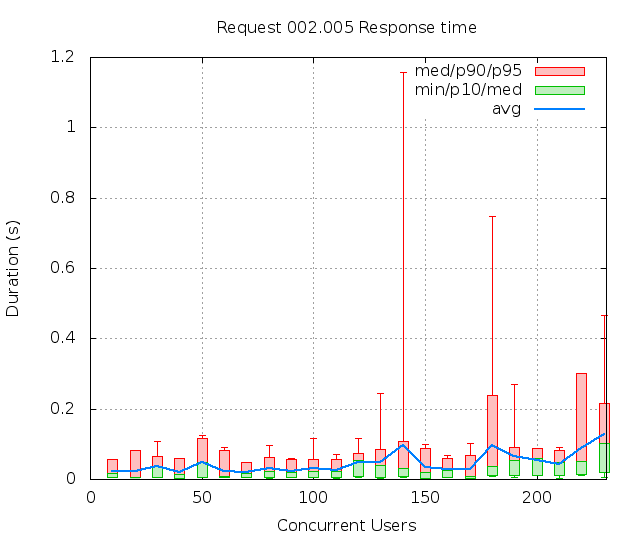 Request 002.005 Response time
1.2
1
0.8
0.6
0.4
0.2
0
Duration (s)
med/p90/p95
min/p10/med
avg
0 50 100 150 200
Concurrent Users